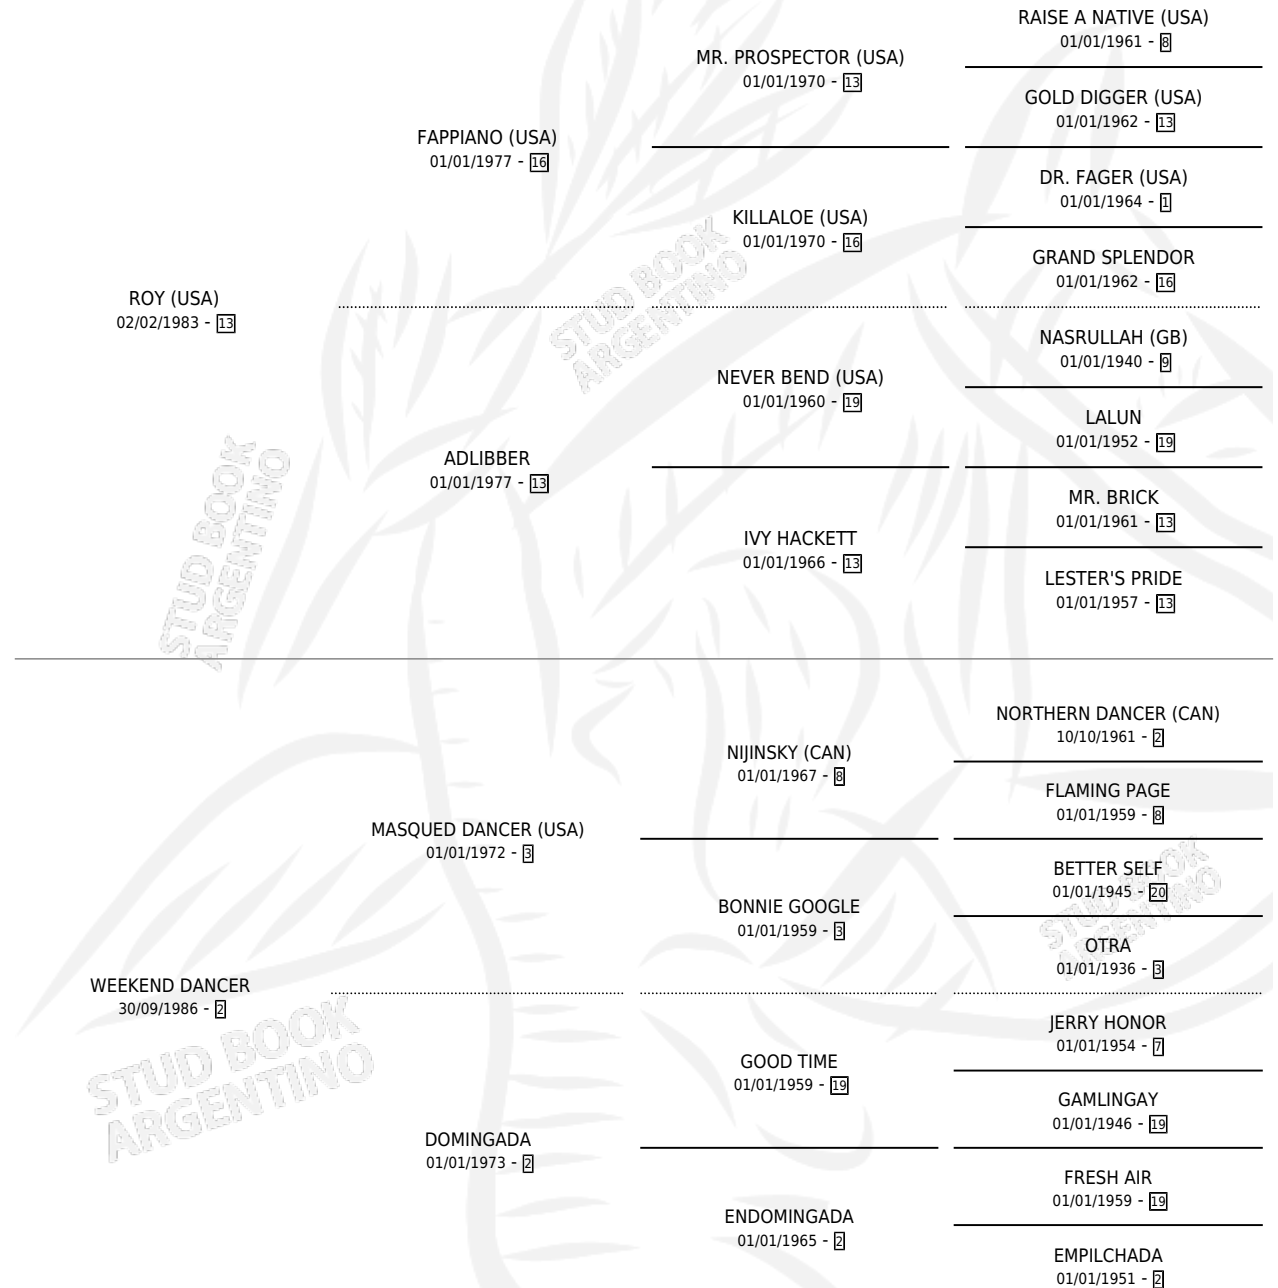 RAISE A NATIVE (USA)
01/01/1961 - 8
MR. PROSPECTOR (USA)
01/01/1970 - 13
GOLD DIGGER (USA)
01/01/1962 - 13
FAPPIANO (USA)
01/01/1977 - 16
DR. FAGER (USA)
01/01/1964 - 1
KILLALOE (USA)
01/01/1970 - 16
GRAND SPLENDOR
01/01/1962 - 16
STUD BOOK
ARGENTINO
ROY (USA)
02/02/1983 - 13
NASRULLAH (GB)
01/01/1940 - 9
NEVER BEND (USA)
01/01/1960 - 19
LALUN
01/01/1952 - 19
ADLIBBER
01/01/1977 - 13
MR. BRICK
01/01/1961 - 13
IVY HACKETT
01/01/1966 - 13
LESTER'S PRIDE
01/01/1957 - 13
STUD BOOK
ARGENTINO
NORTHERN DANCER (CAN)
10/10/1961 - 2
NIJINSKY (CAN)
01/01/1967 - 8
FLAMING PAGE
01/01/1959 - 8
MASQUED DANCER (USA)
01/01/1972 - 3
BETTER SELF
01/01/1945 - 20
BONNIE GOOGLE
01/01/1959 - 3
OTRA
01/01/1936 - 3
STUD BOOK
ARGENTINO
WEEKEND DANCER
30/09/1986 - 2
JERRY HONOR
01/01/1954 - 7
GOOD TIME
01/01/1959 - 19
GAMLINGAY
01/01/1946 - 19
DOMINGADA
01/01/1973 - 2
FRESH AIR
01/01/1959 - 19
ENDOMINGADA
01/01/1965 - 2
EMPILCHADA
01/01/1951 - 2
STUD BOOK
ARGENTINO